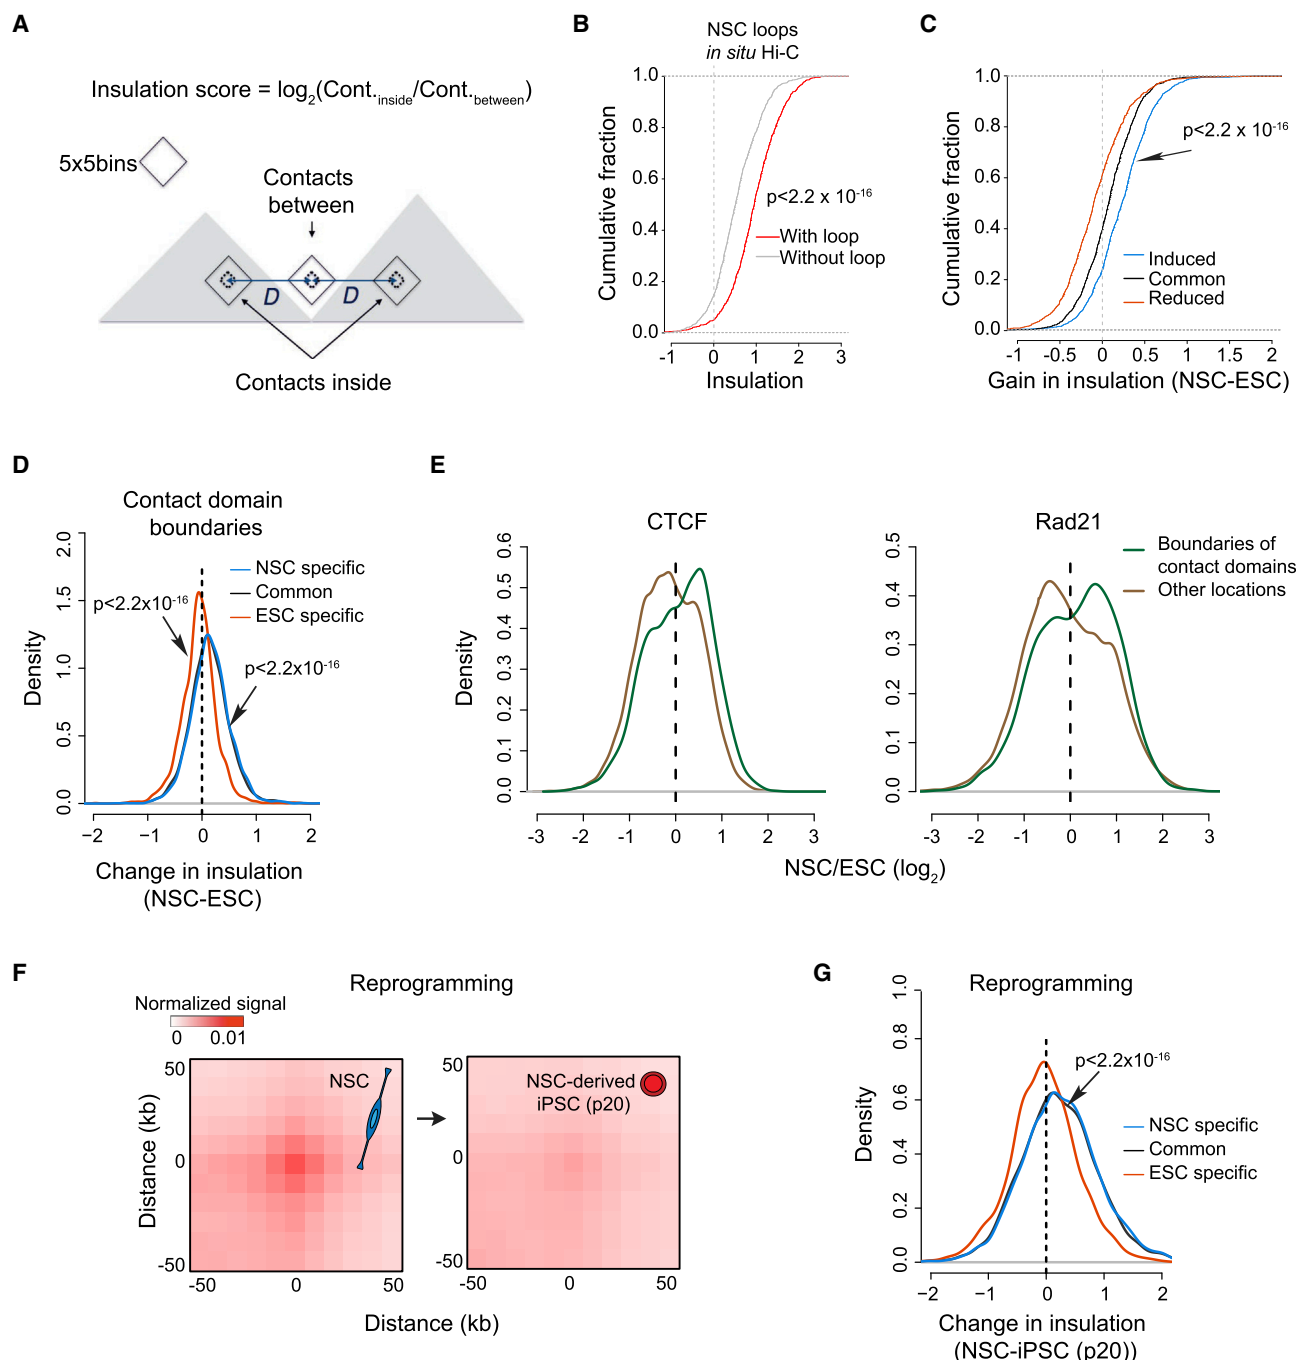 A
Insulation score = log2(Cont.inside/Cont.between)
5x5bins
Contacts
between
D
D
Contacts inside
B
NSC loops
in situ Hi-C
Cumulative fraction
1.0
0.8
0.6
0.4
0.2
0.0
p<2.2 x 10-16
With loop
Without loop
-1 0 1 2 3
Insulation
C
Cumulative fraction
1.0
0.8
0.6
0.4
0.2
0.0
p<2.2 x 10-16
Induced
Common
Reduced
-1 -0.5 0 0.5 1 1 2
Gain in insulation (NSC-ESC)
D
Contact domain
boundaries
Density
2.0
1.5
1.0
0.5
0.0
NSC specific
Common
ESC specific
p<2.2x10-16
p<2.2x10-16
−2 −1 0 1 2
Change in insulation
(NSC-ESC)
E
CTCF
Density
0.6
0.5
0.4
0.3
0.2
0.1
0.0
-3 -2 -1 0 1 2 3
Rad21
0.5
0.4
0.3
0.2
0.1
0.0
-3 -2 -1 0 1 2 3
Boundaries of
contact domains
Other locations
NSC/ESC (log2)
F
Reprogramming
Normalized signal
0 0.01
Distance (kb)
50
0
-50
NSC
-50 0 50
50
0
-50
NSC-derived
iPSC (p20)
-50 0 50
Distance (kb)
G
Reprogramming
Density
1.0
0.8
0.6
0.4
0.2
0.0
p<2.2x10-16
NSC specific
Common
ESC specific
−2 −1 0 1 2
Change in insulation
(NSC-iPSC (p20))